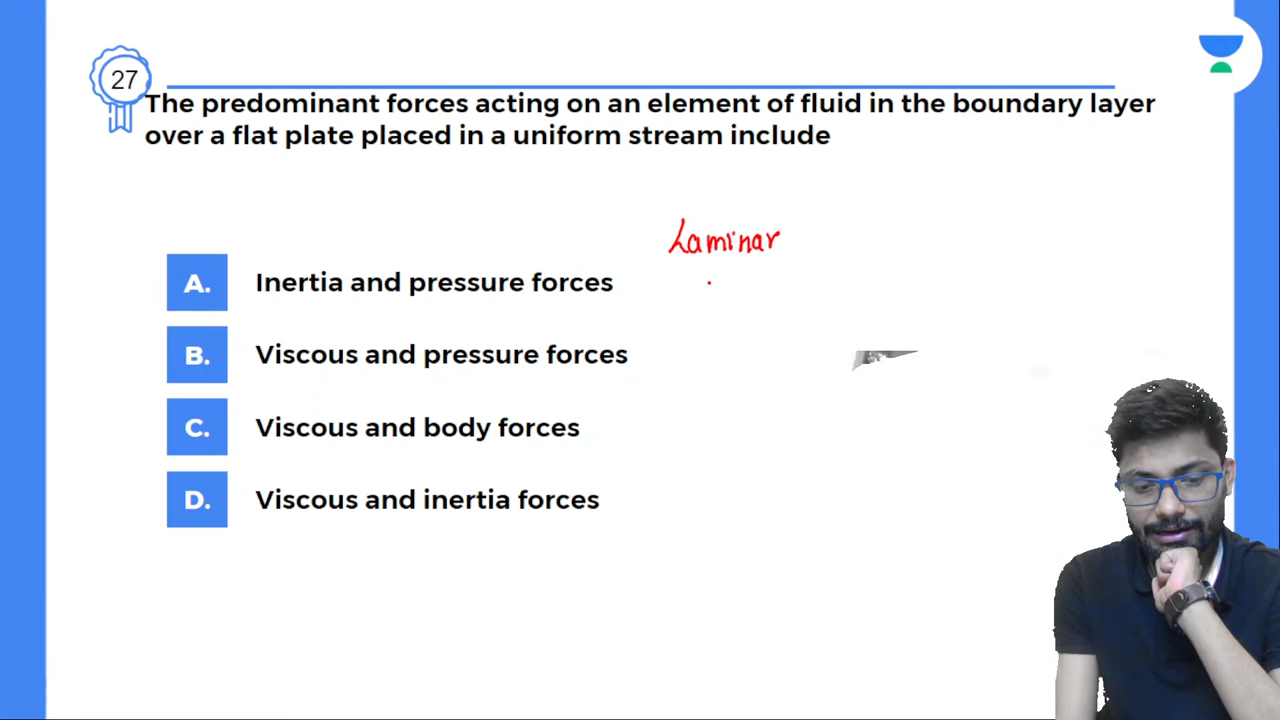 27
The predominant forces acting on an element of fluid in the boundary layer
over a flat plate placed in a uniform stream include
Laminar
A. Inertia and pressure forces
B. Viscous and pressure forces
C. Viscous and body forces
D. Viscous and inertia forces